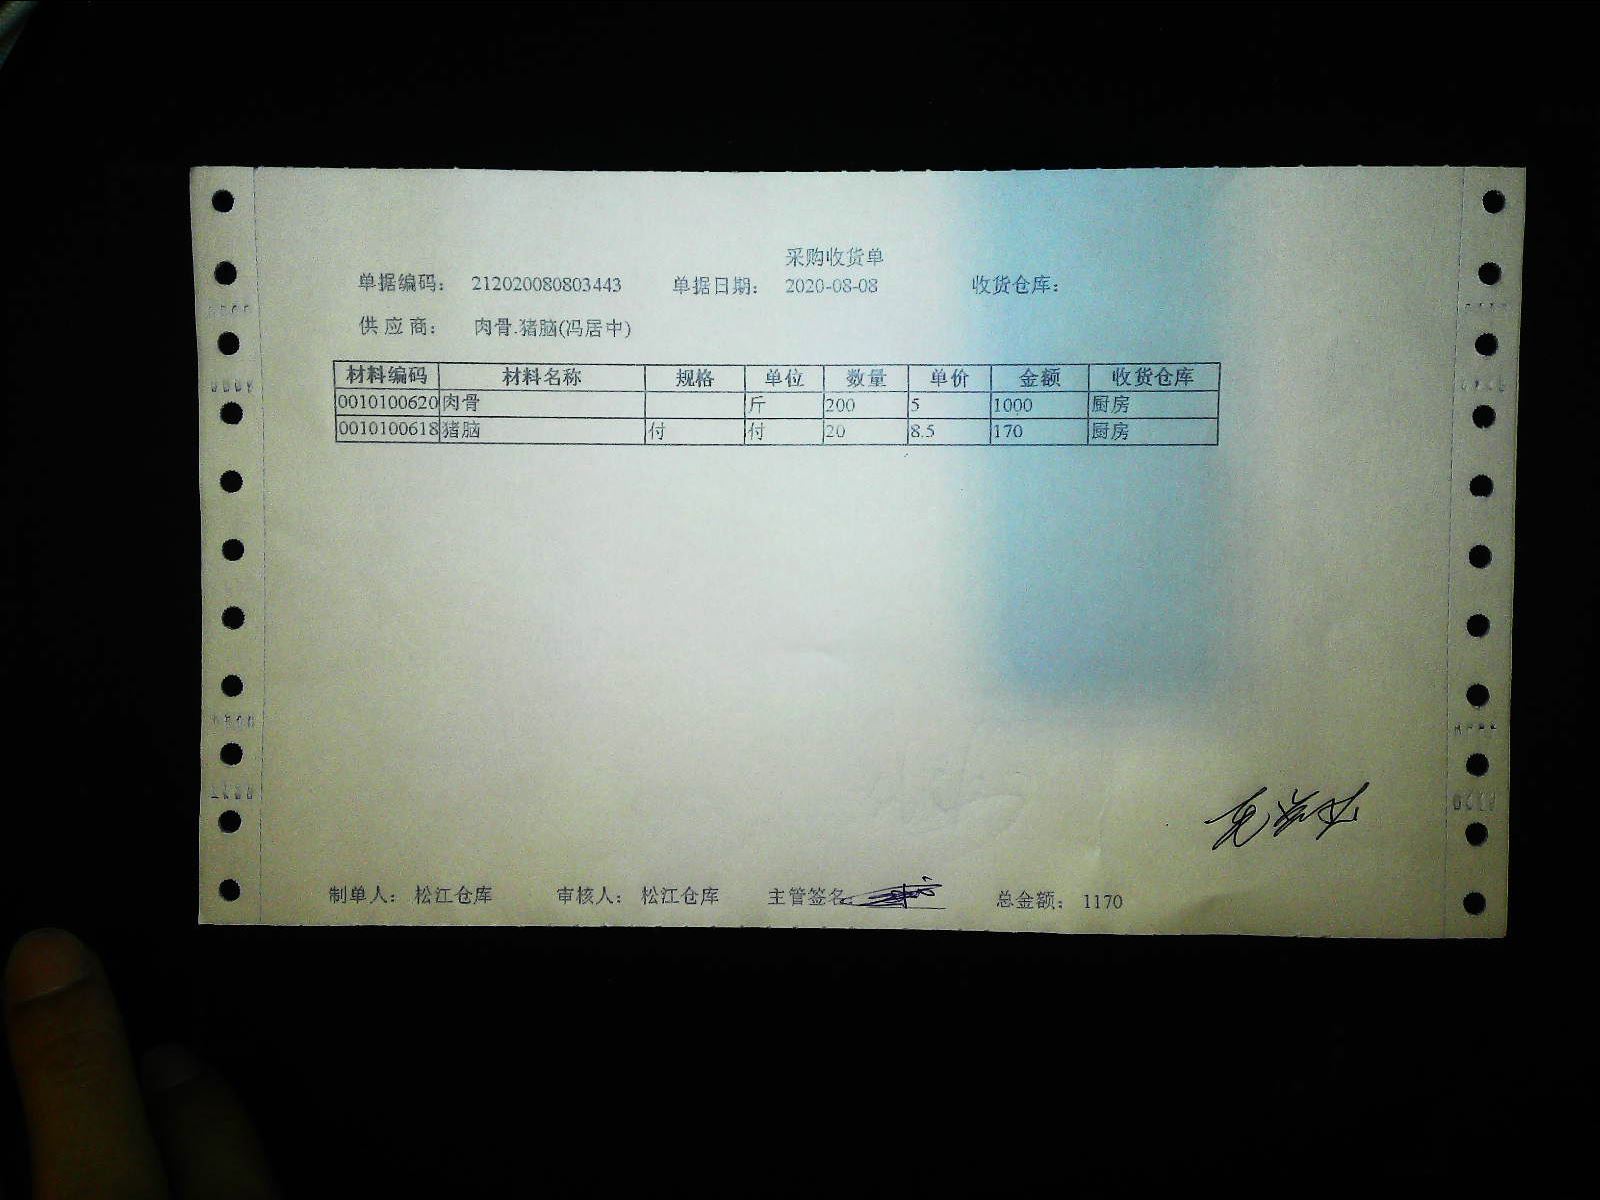 采购收货单
单据编码： 212020080803443 单据日期： 2020-08-08 收货仓库：
供应商： 肉骨.猪脑(冯居中)
材料编码 材料名称 规格 单位 数量 单价 金额 收货仓库
0010100620 肉骨 斤 200 5 1000 厨房
0010100618 猪脑 付 付 20 8.5 170 厨房
制单人： 松江仓库 审核人： 松江仓库 主管签名： 总金额： 1170